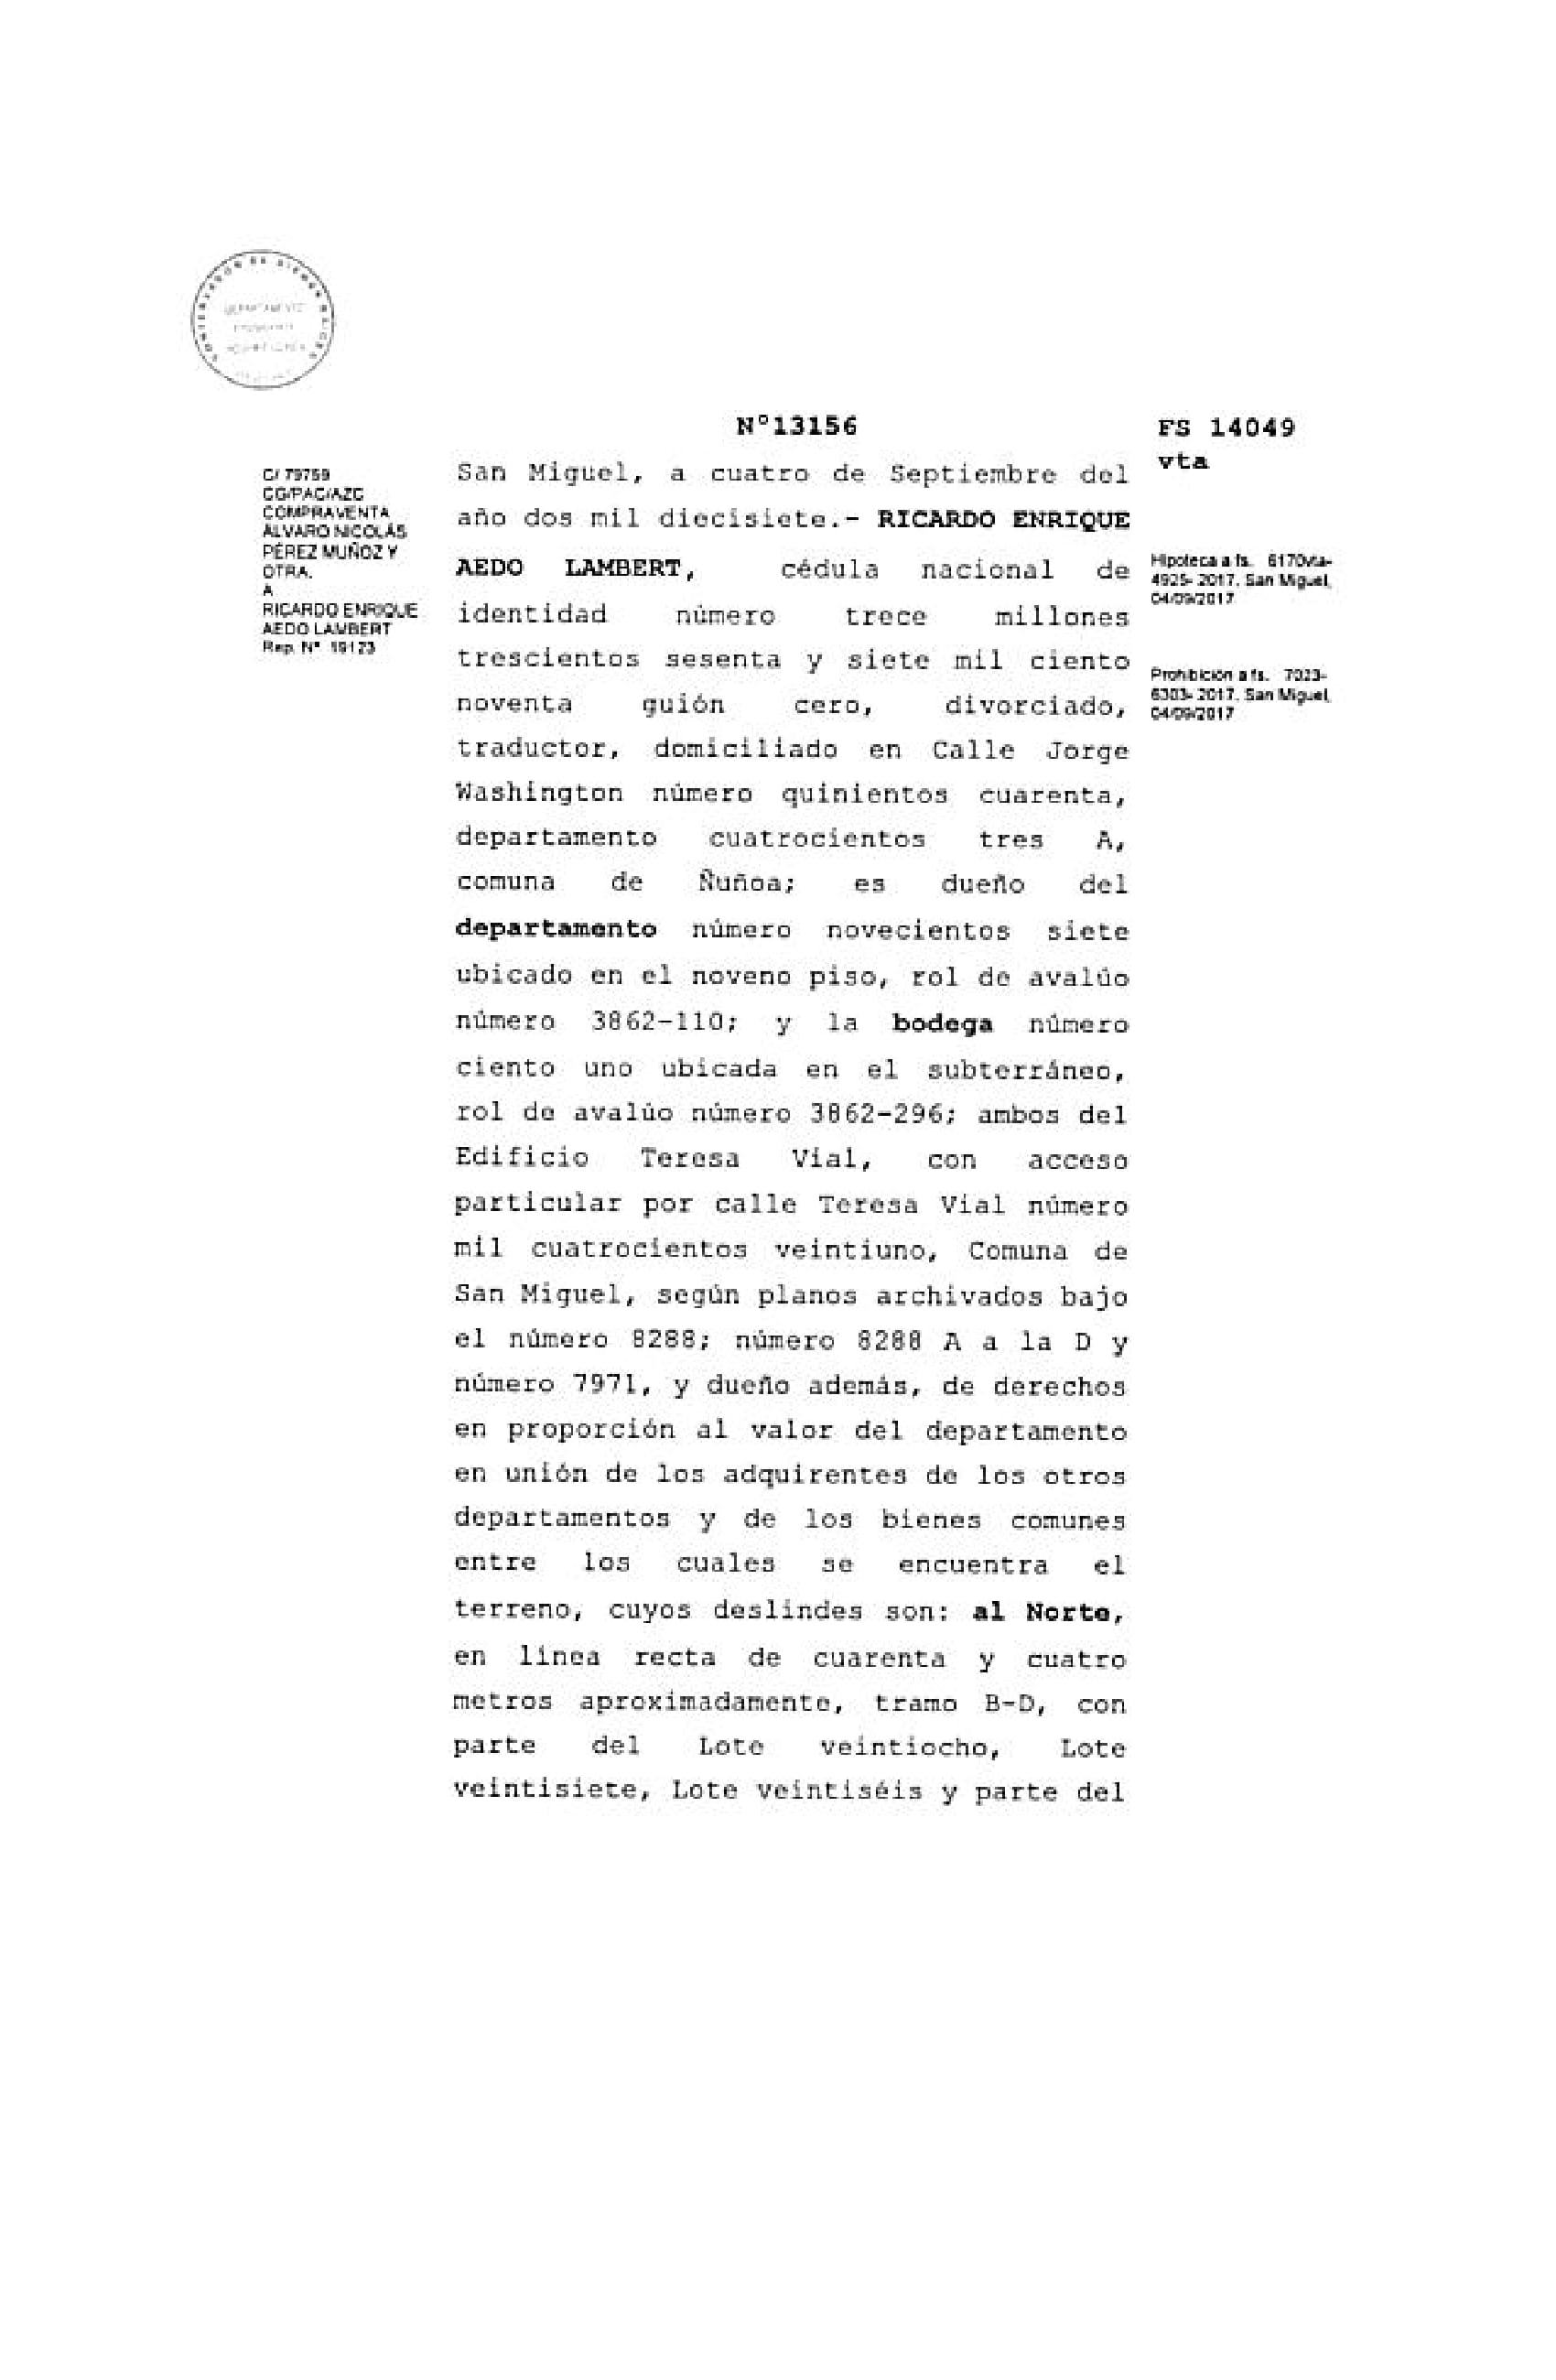 N°13156
FS 14049
vta
C/ 79759
CG/PAC/AZC
COMPRAVENTA
ÁLVARO NICOLÁS
PÉREZ MUÑOZ Y
OTRA.
A
RICARDO ENRIQUE
AEDO LAMBERT
Rep. N° 19123
San Miguel, a cuatro de Septiembre del
año dos mil diecisiete.- RICARDO ENRIQUE
AEDO LAMBERT, cédula nacional de
identidad número trece millones
trescientos sesenta y siete mil ciento
noventa guión cero, divorciado,
traductor, domiciliado en Calle Jorge
Washington número quinientos cuarenta,
departamento cuatrocientos tres A,
comuna de Ñuñoa; es dueño del
departamento número novecientos siete
ubicado en el noveno piso, rol de avalúo
número 3862-110; y la bodega número
ciento uno ubicada en el subterráneo,
rol de avalúo número 3862-296; ambos del
Edificio Teresa Vial, con acceso
particular por calle Teresa Vial número
mil cuatrocientos veintiuno, Comuna de
San Miguel, según planos archivados bajo
el número 8288; número 8288 A a la D y
número 7971, y dueño además, de derechos
en proporción al valor del departamento
en unión de los adquirentes de los otros
departamentos y de los bienes comunes
entre los cuales se encuentra el
terreno, cuyos deslindes son: al Norte,
en línea recta de cuarenta y cuatro
metros aproximadamente, tramo B-D, con
parte del Lote veintiocho, Lote
veintisiete, Lote veintiséis y parte del
Hipoteca a fs. 6170vta-
4925- 2017. San Miguel,
04/09/2017
Prohibición a fs. 7023-
6303- 2017. San Miguel,
04/09/2017